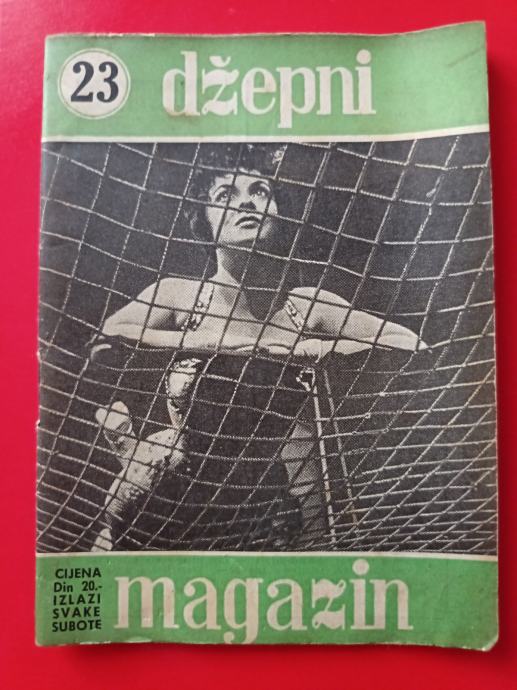 23
džepni
CIJENA
Din 20.-
IZLAZI
SVAKE
SUBOTE
magazin